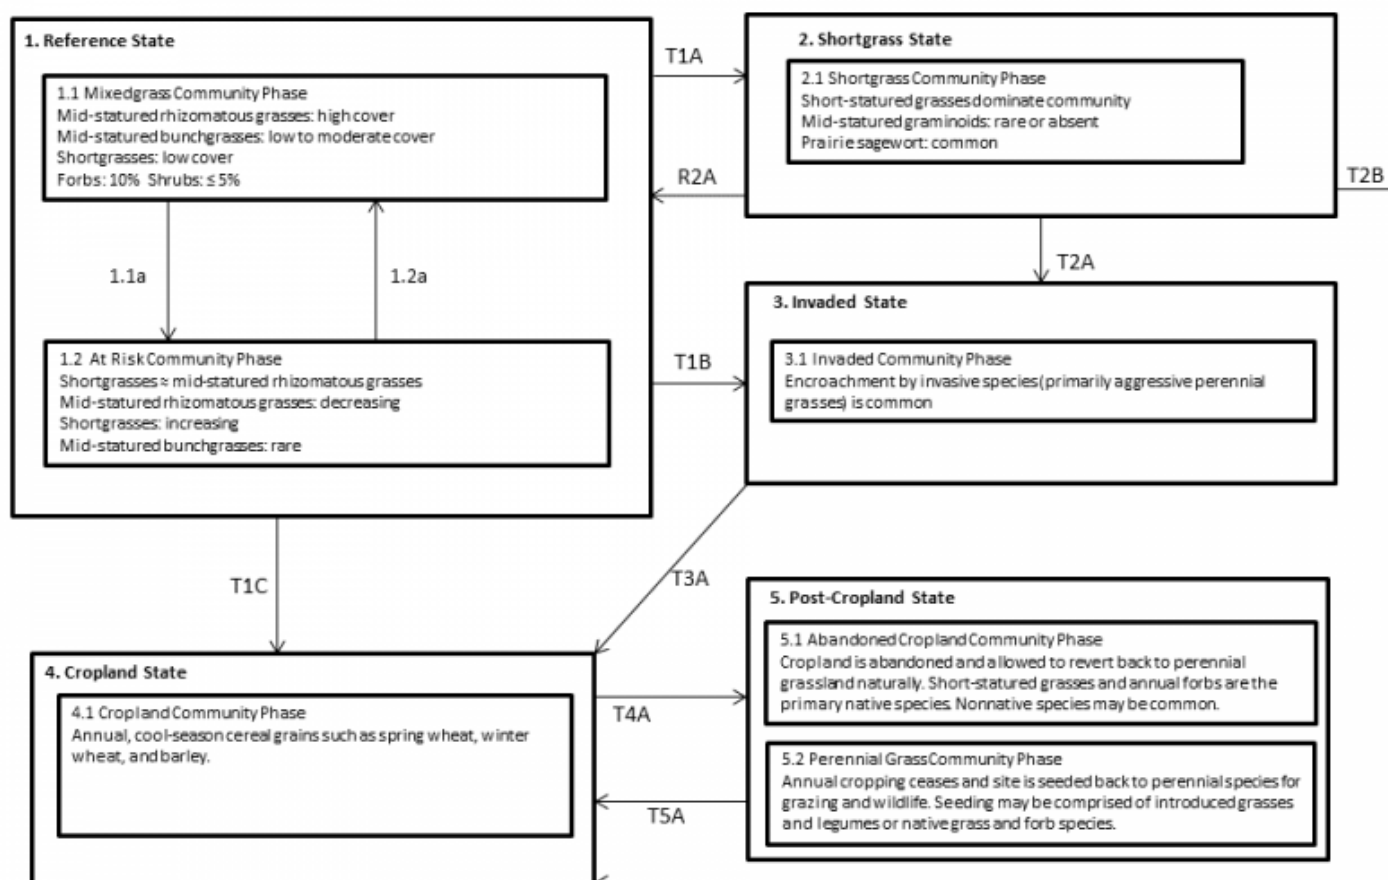 1. Reference State
1.1 Mixedgrass Community Phase
Mid-statured rhizomatous grasses: high cover
Mid-statured bunchgrasses: low to moderate cover
Shortgrasses: low cover
Forbs: 10% Shrubs: ≤ 5%
1.1a
1.2a
1.2 At Risk Community Phase
Shortgrasses ≈ mid-statured rhizomatous grasses
Mid-statured rhizomatous grasses: decreasing
Shortgrasses: increasing
Mid-statured bunchgrasses: rare
T1A
R2A
2. Shortgrass State
2.1 Shortgrass Community Phase
Short-statured grasses dominate community
Mid-statured graminoids: rare or absent
Prairie sagewort: common
T2B
T2A
T1B
3. Invaded State
3.1 Invaded Community Phase
Encroachment by invasive species (primarily aggressive perennial
grasses) is common
T1C
T3A
4. Cropland State
4.1 Cropland Community Phase
Annual, cool-season cereal grains such as spring wheat, winter
wheat, and barley.
T4A
T5A
5. Post-Cropland State
5.1 Abandoned Cropland Community Phase
Cropland is abandoned and allowed to revert back to perennial
grassland naturally. Short-statured grasses and annual forbs are the
primary native species. Nonnative species may be common.
5.2 Perennial Grass Community Phase
Annual cropping ceases and site is seeded back to perennial species for
grazing and wildlife. Seeding may be comprised of introduced grasses
and legumes or native grass and forb species.